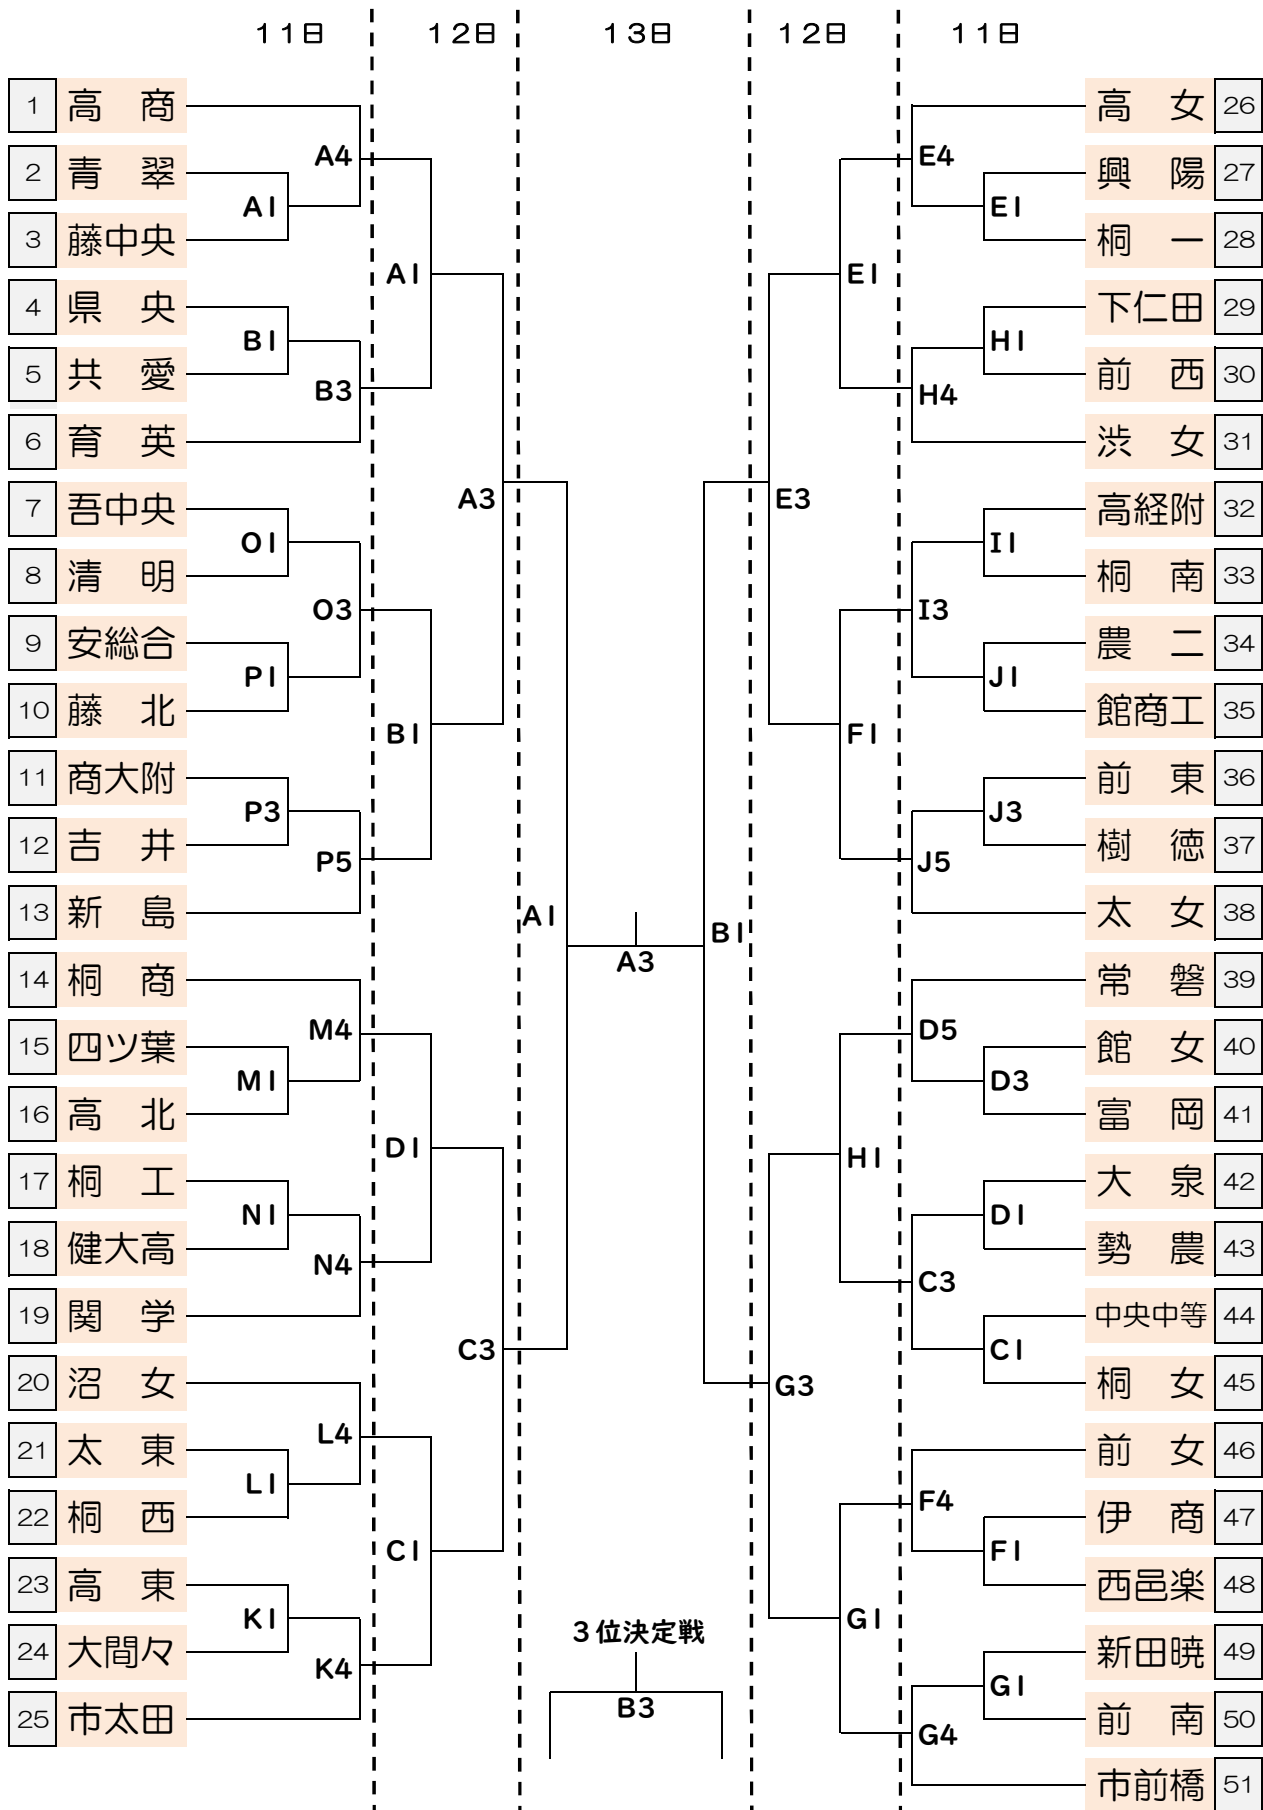 11日 12日 13日 12日 11日
1 高 商
2 青 翠
3 藤中央
4 県 央
5 共 愛
6 育 英
7 吾中央
8 清 明
9 安総合
10 藤 北
11 商大附
12 吉 井
13 新 島
14 桐 商
15 四ツ葉
16 高 北
17 桐 工
18 健大高
19 関 学
20 沼 女
21 太 東
22 桐 西
23 高 東
24 大間々
25 市太田
A4
A1
B1
B3
O1
O3
P1
P3
P5
M4
M1
N1
N4
L4
L1
K1
K4
A1
B1
D1
C1
A3
C3
A1
A3
B1
3位決定戦
B3
E3
G3
E1
F1
H1
G1
E4
E1
H1
H4
I1
I3
J1
J3
J5
D5
D3
D1
C3
C1
F4
F1
G1
G4
高 女 26
興 陽 27
桐 一 28
下仁田 29
前 西 30
渋 女 31
高経附 32
桐 南 33
農 二 34
館商工 35
前 東 36
樹 徳 37
太 女 38
常 磐 39
館 女 40
富 岡 41
大 泉 42
勢 農 43
中央中等 44
桐 女 45
前 女 46
伊 商 47
西邑楽 48
新田暁 49
前 南 50
市前橋 51